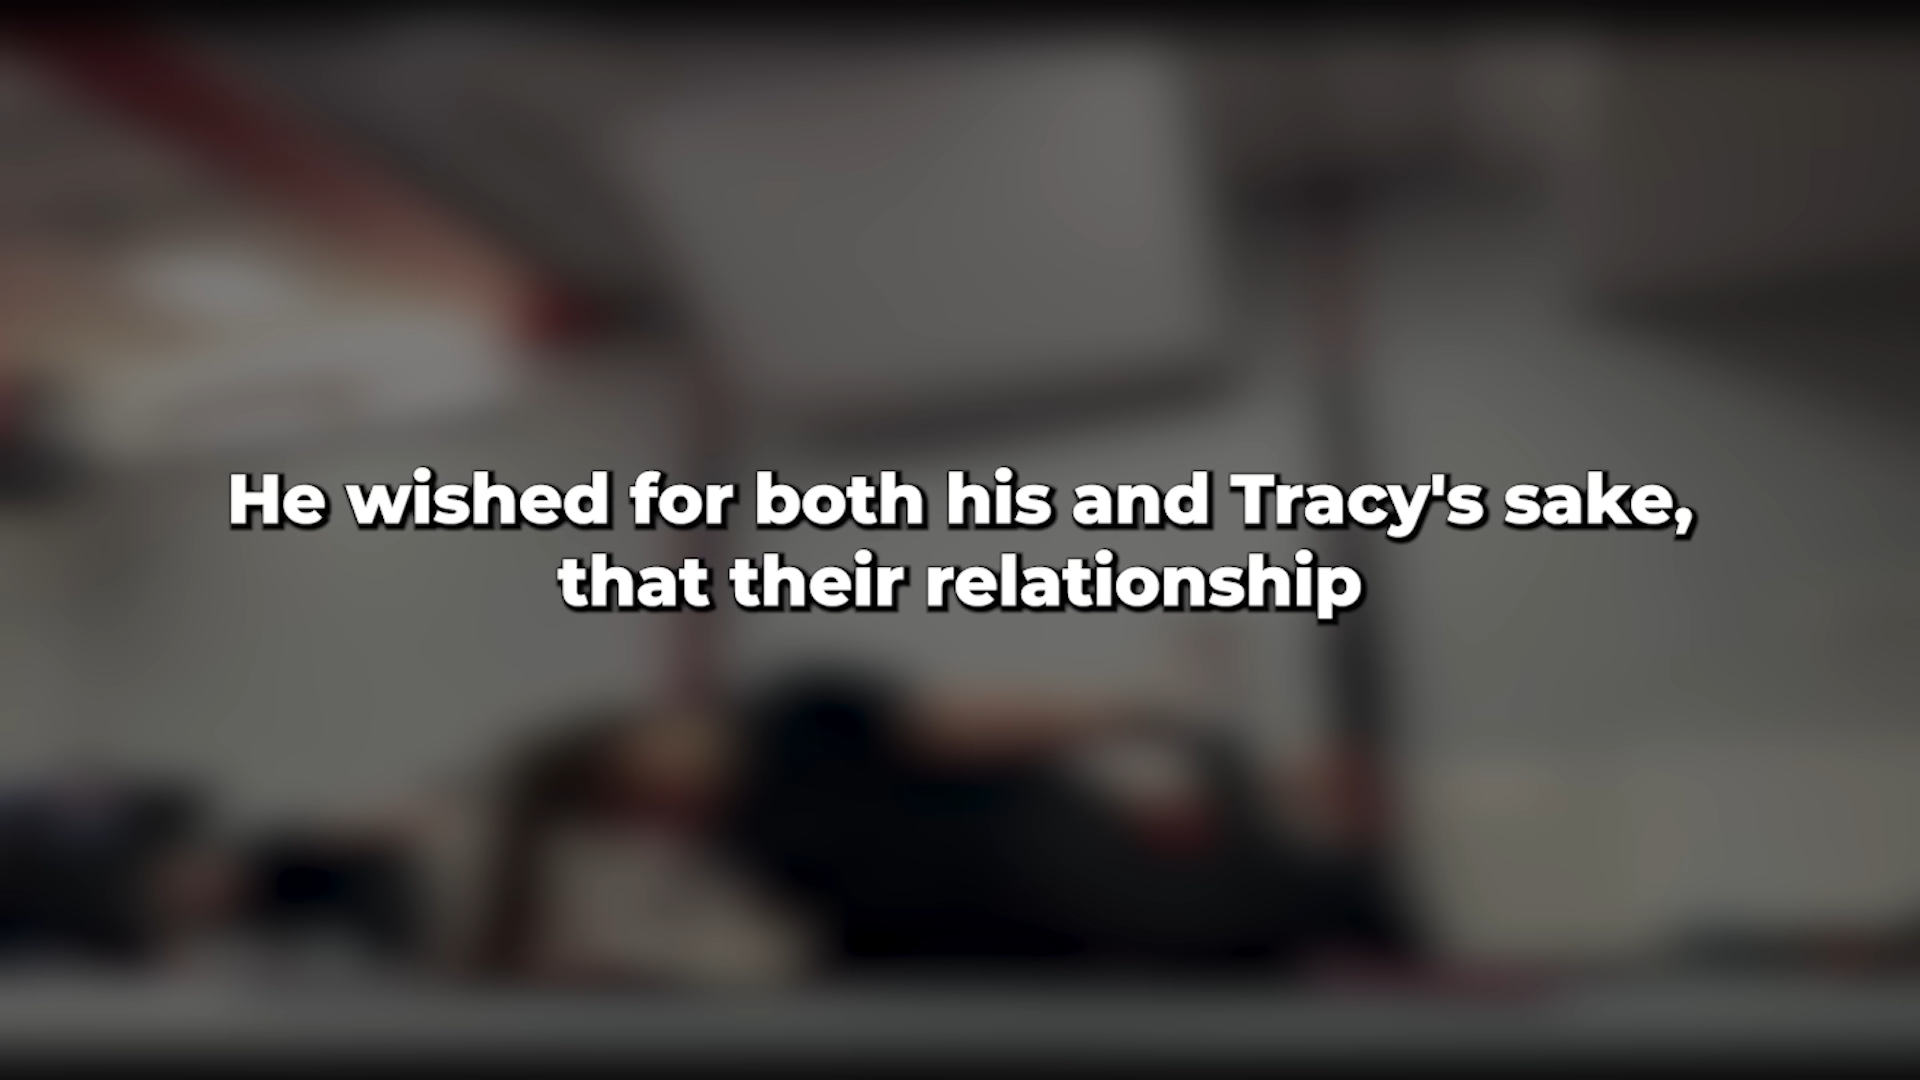 He wished for both his and Tracy's sake,
that their relationship